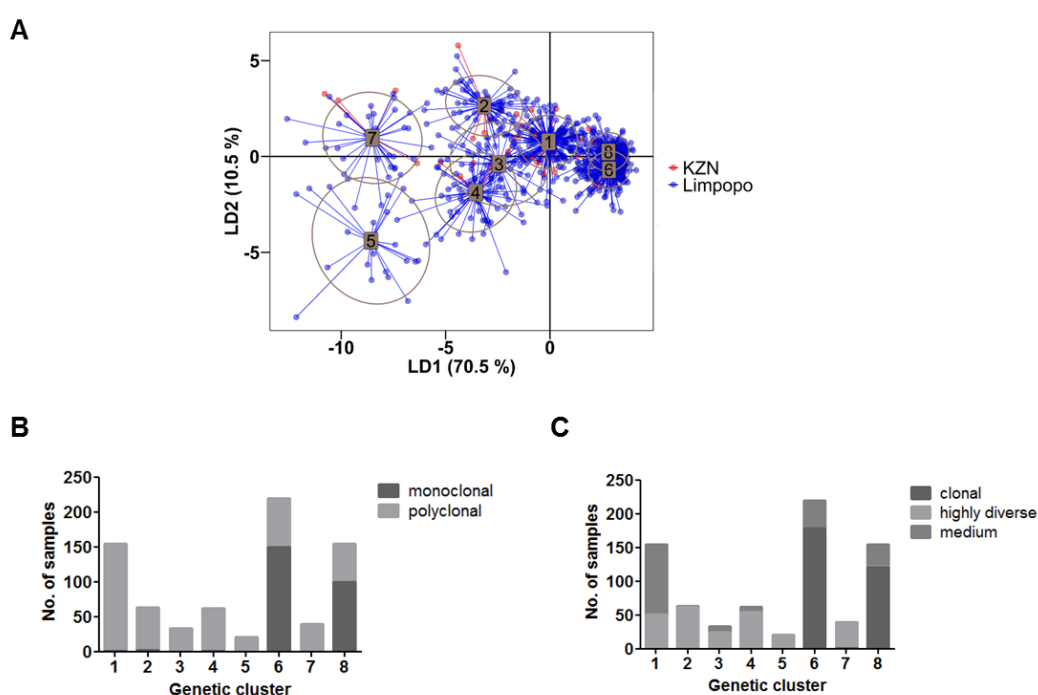 A
LD2 (10.5 %)
5
0
-5
2
7
1
8
3
6
4
5
KZN
Limpopo
-10 -5 0
LD1 (70.5 %)
B
No. of samples
250
200
150
100
50
0
monoclonal
polyclonal
1 2 3 4 5 6 7 8
Genetic cluster
C
No. of samples
250
200
150
100
50
0
clonal
highly diverse
medium
1 2 3 4 5 6 7 8
Genetic cluster